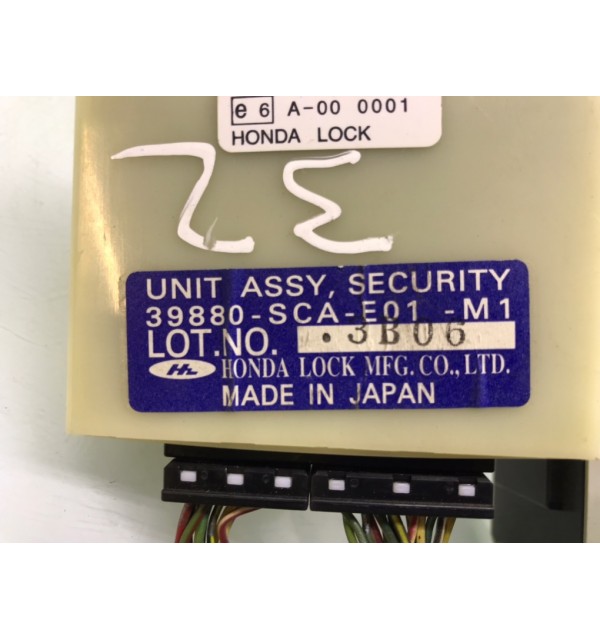 e 6 A-00 0001
HONDA LOCK
UNIT ASSY, SECURITY
39880-SCA-E01 -M1
LOT.NO. .3B06
HL HONDA LOCK MFG. CO., LTD.
MADE IN JAPAN